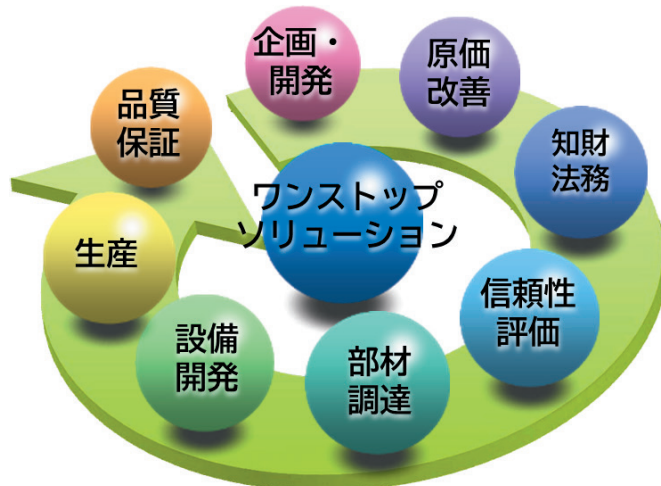 企画・
開発
原価
改善
知財
法務
信頼性
評価
部材
調達
設備
開発
生産
品質
保証
ワンストップ
ソリューション